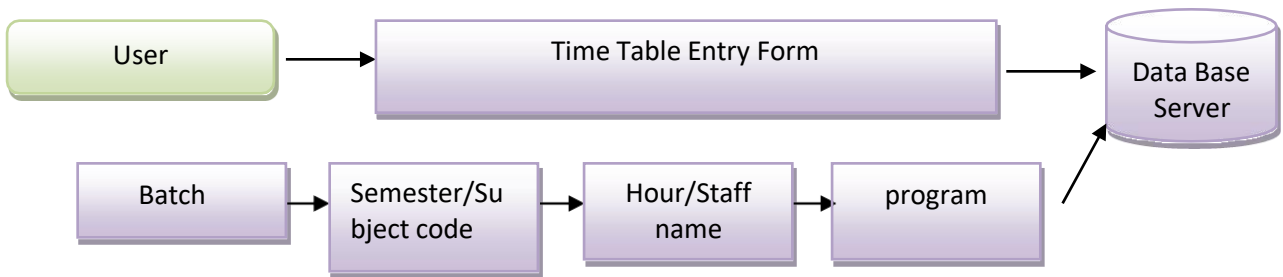 User
Time Table Entry Form
Data Base
Server
Batch
Semester/Su
bject code
Hour/Staff
name
program